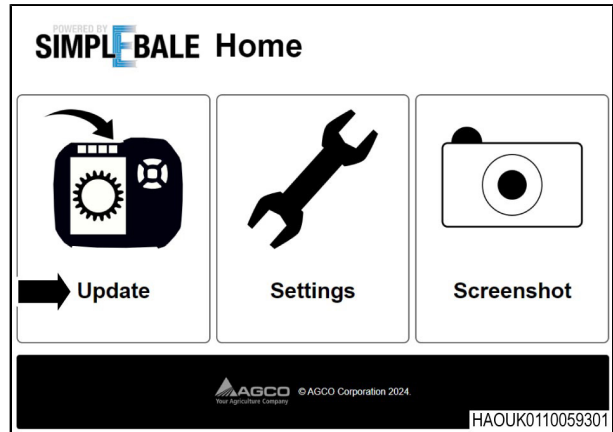 POWERED BY
SIMPLEBALE Home
Update
Settings
Screenshot
AGCO
Your Agriculture Company
© AGCO Corporation 2024.
HAOUK0110059301